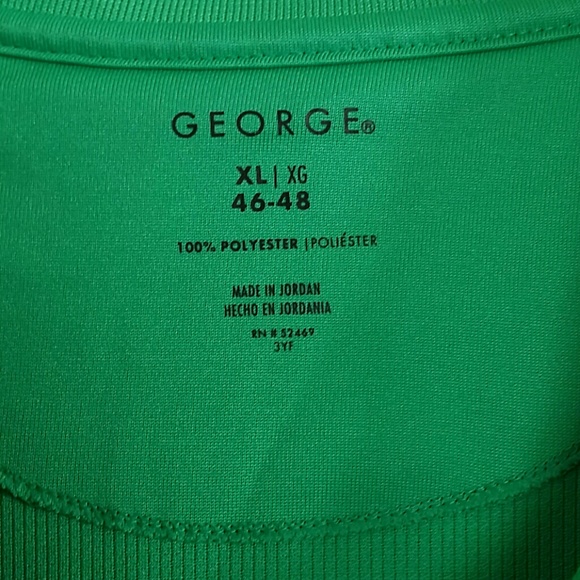 GEORGE®
XL | XG
46-48
100% POLYESTER | POLIÉSTER
MADE IN JORDAN
HECHO EN JORDANIA
RN # 52469
3YF